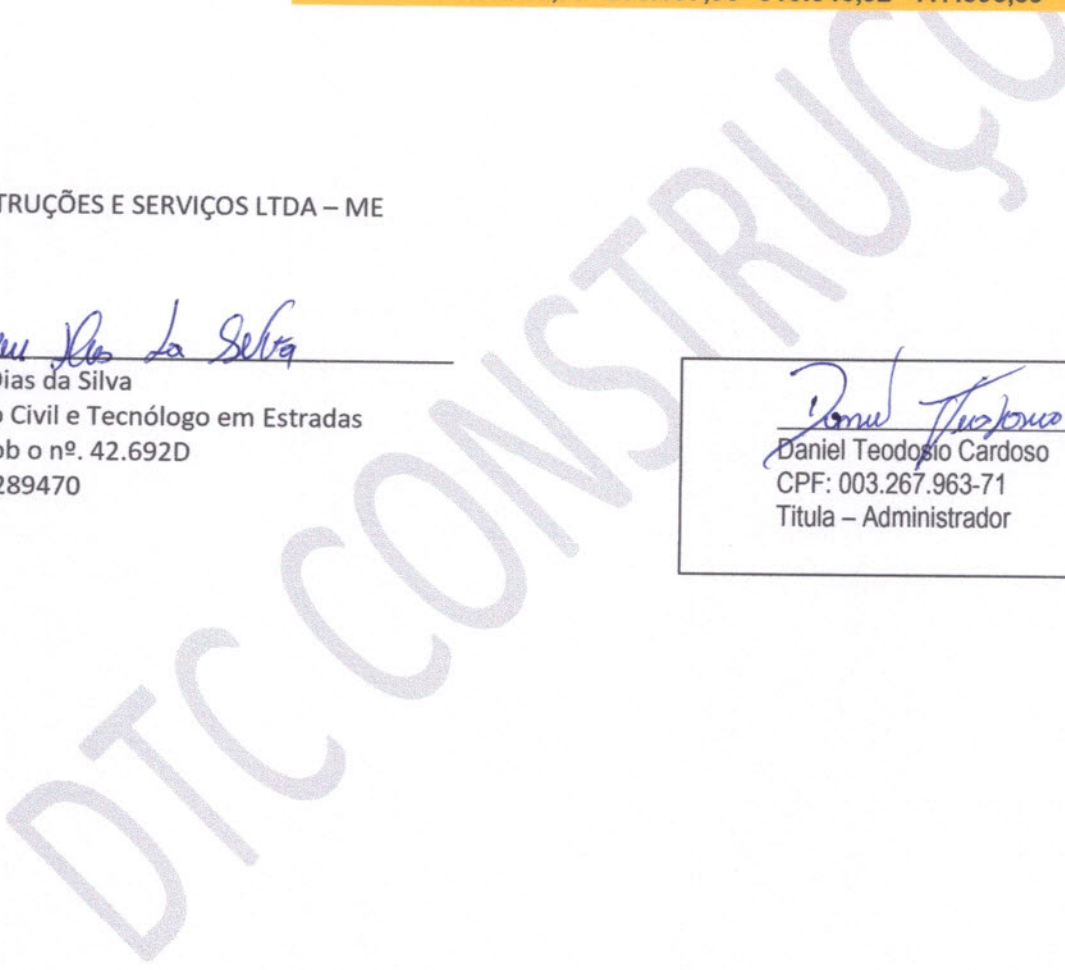 TRUÇÕES E SERVIÇOS LTDA – ME
Dias da Silva
o Civil e Tecnólogo em Estradas
ob o nº. 42.692D
289470
Daniel Teodosio Cardoso
CPF: 003.267.963-71
Titula – Administrador
DTC CONSTRUÇÕ